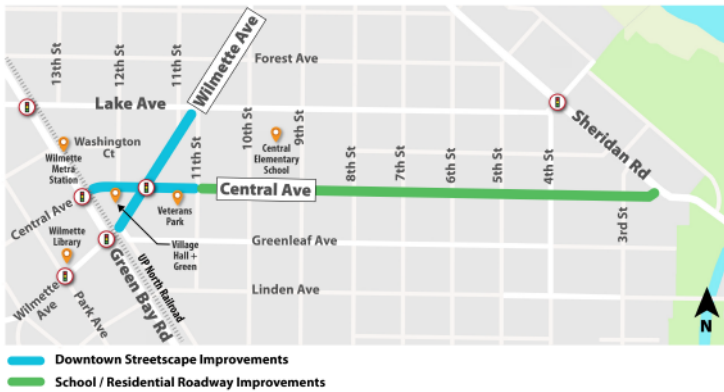 13th St
12th St
11th St
Wilmette Ave
Forest Ave
Lake Ave
Washington
Ct
10th St
9th St
Central
Elementary
School
Sheridan Rd
Wilmette
Metra
Station
11th St
8th St
7th St
6th St
5th St
4th St
Central Ave
Central Ave
Veterans
Park
3rd St
Wilmette
Library
Village
Hall +
Green
Greenleaf Ave
Green Bay Rd
UP North Railroad
Linden Ave
Wilmette
Ave
Park Ave
N
Downtown Streetscape Improvements
School / Residential Roadway Improvements